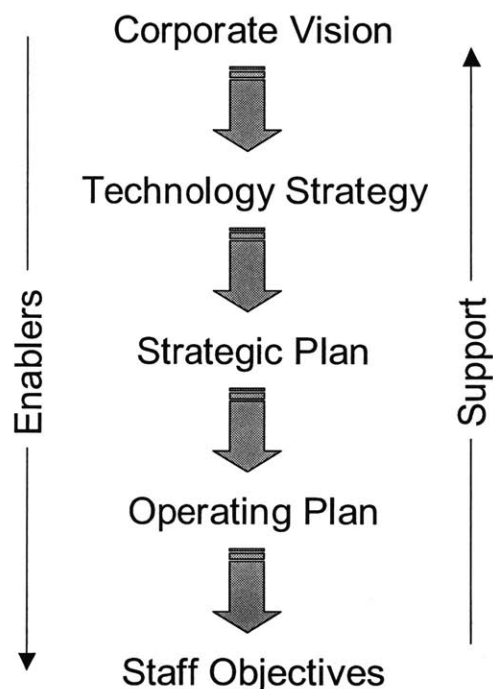 Corporate Vision
Technology Strategy
Strategic Plan
Operating Plan
Staff Objectives
Enablers
Support